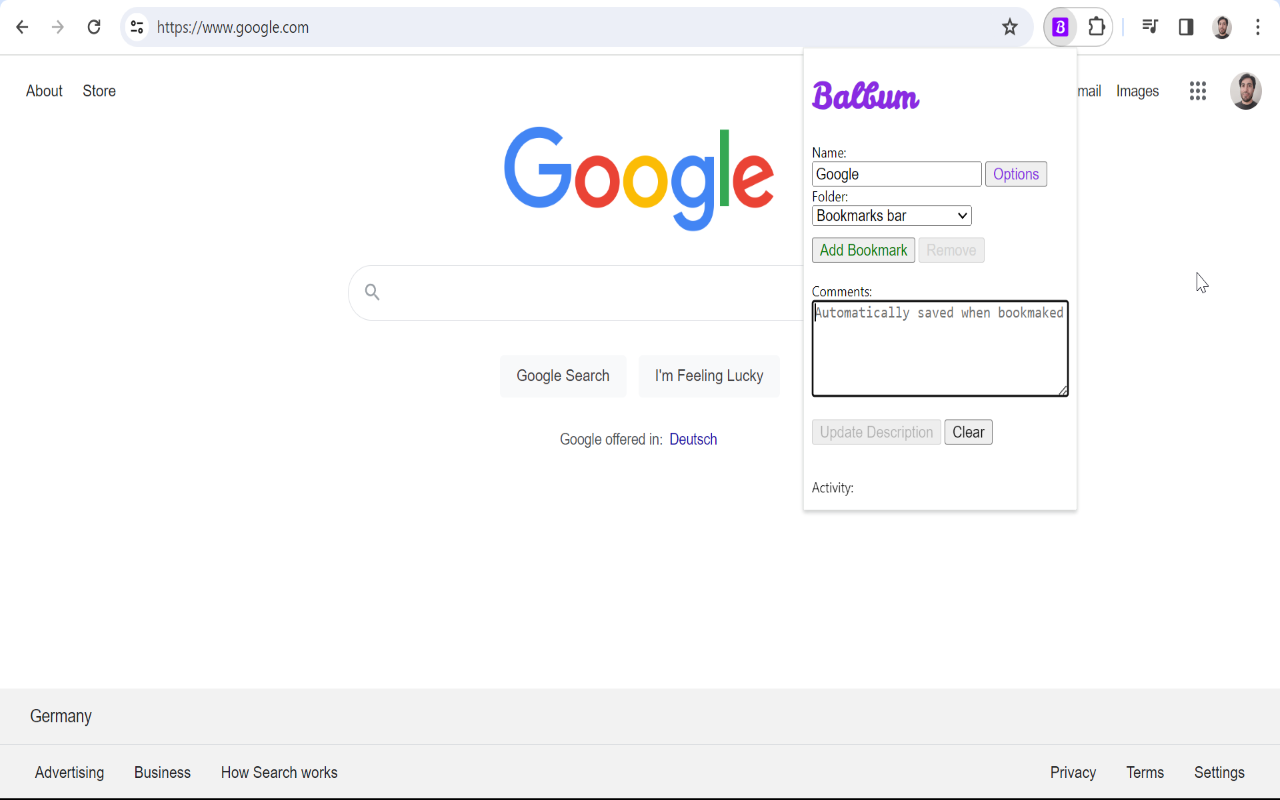 https://www.google.com
About Store
mail Images
Balbum
Google
Name:
Google Options
Folder:
Bookmarks bar
Add Bookmark Remove
Comments:
Automatically saved when bookmaked
Google Search I'm Feeling Lucky
Update Description Clear
Google offered in: Deutsch
Activity:
Germany
Advertising Business How Search works Privacy Terms Settings